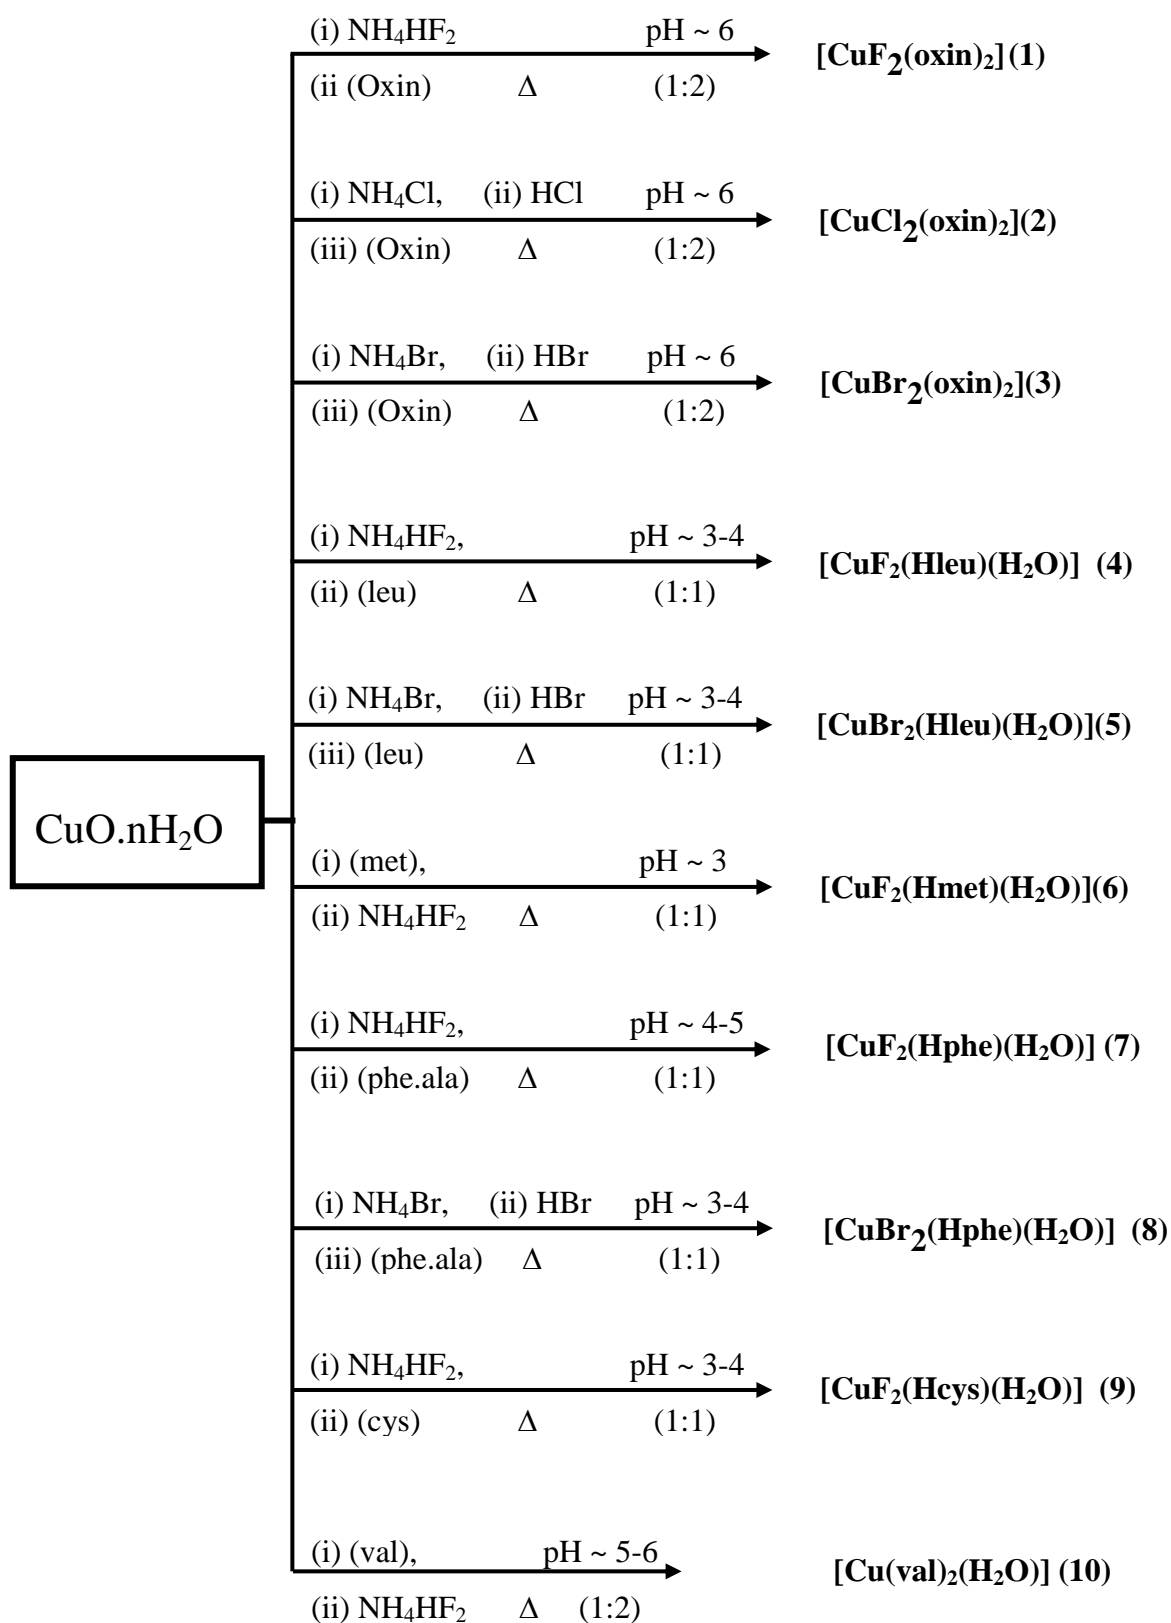 (i) NH₄HF₂ pH ~ 6
[CuF₂(oxin)₂] (1)
(ii (Oxin) Δ (1:2)
(i) NH₄Cl, (ii) HCl pH ~ 6
[CuCl₂(oxin)₂](2)
(iii) (Oxin) Δ (1:2)
(i) NH₄Br, (ii) HBr pH ~ 6
[CuBr₂(oxin)₂](3)
(iii) (Oxin) Δ (1:2)
(i) NH₄HF₂, pH ~ 3-4
[CuF₂(Hleu)(H₂O)] (4)
(ii) (leu) Δ (1:1)
(i) NH₄Br, (ii) HBr pH ~ 3-4
[CuBr₂(Hleu)(H₂O)](5)
(iii) (leu) Δ (1:1)
CuO.nH₂O
(i) (met), pH ~ 3
[CuF₂(Hmet)(H₂O)](6)
(ii) NH₄HF₂ Δ (1:1)
(i) NH₄HF₂, pH ~ 4-5
[CuF₂(Hphe)(H₂O)] (7)
(ii) (phe.ala) Δ (1:1)
(i) NH₄Br, (ii) HBr pH ~ 3-4
[CuBr₂(Hphe)(H₂O)] (8)
(iii) (phe.ala) Δ (1:1)
(i) NH₄HF₂, pH ~ 3-4
[CuF₂(Hcys)(H₂O)] (9)
(ii) (cys) Δ (1:1)
(i) (val), pH ~ 5-6
[Cu(val)₂(H₂O)] (10)
(ii) NH₄HF₂ Δ (1:2)